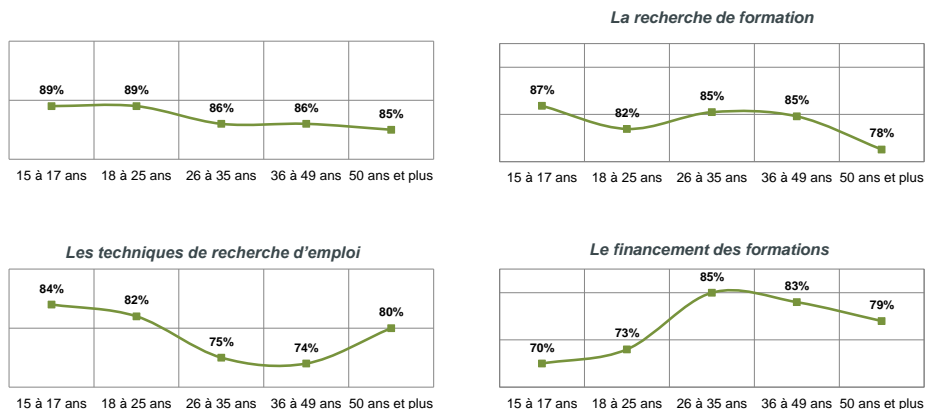 La recherche de formation
89%
89%
86%
86%
85%
15 à 17 ans 18 à 25 ans 26 à 35 ans 36 à 49 ans 50 ans et plus
87%
82%
85%
85%
78%
15 à 17 ans 18 à 25 ans 26 à 35 ans 36 à 49 ans 50 ans et plus
Les techniques de recherche d’emploi
84%
82%
75%
74%
80%
15 à 17 ans 18 à 25 ans 26 à 35 ans 36 à 49 ans 50 ans et plus
Le financement des formations
70%
73%
85%
83%
79%
15 à 17 ans 18 à 25 ans 26 à 35 ans 36 à 49 ans 50 ans et plus